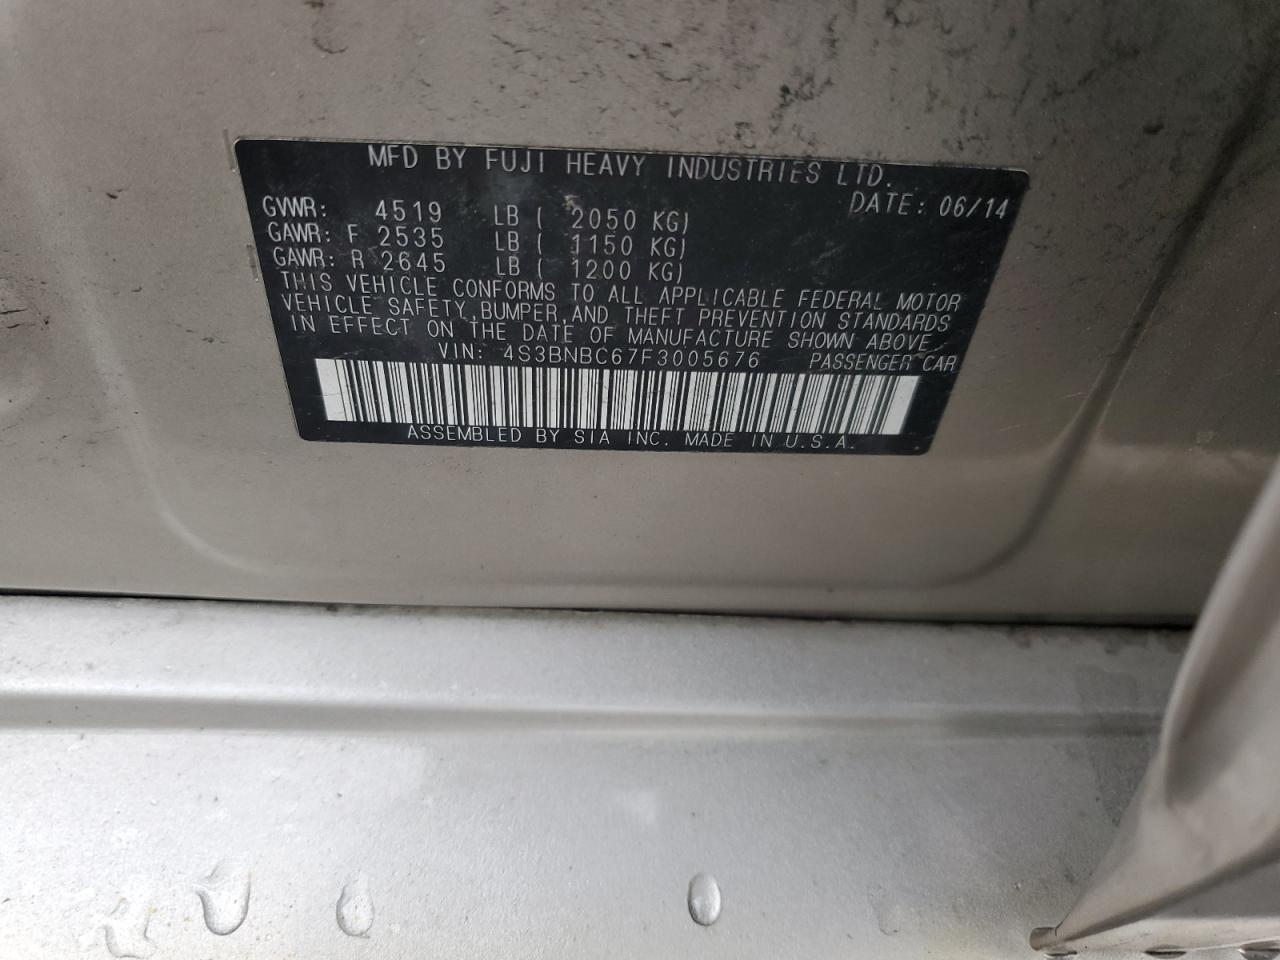 MFD BY FUJI HEAVY INDUSTRIES LTD.
DATE: 06/14
GVWR: 4519 LB ( 2050 KG)
GAWR: F 2535 LB ( 1150 KG)
GAWR: R 2645 LB ( 1200 KG)
THIS VEHICLE CONFORMS TO ALL APPLICABLE FEDERAL MOTOR
VEHICLE SAFETY, BUMPER, AND THEFT PREVENTION STANDARDS
IN EFFECT ON THE DATE OF MANUFACTURE SHOWN ABOVE.
VIN: 4S3BNBC67F3005676 PASSENGER CAR
ASSEMBLED BY SIA INC. MADE IN U.S.A.